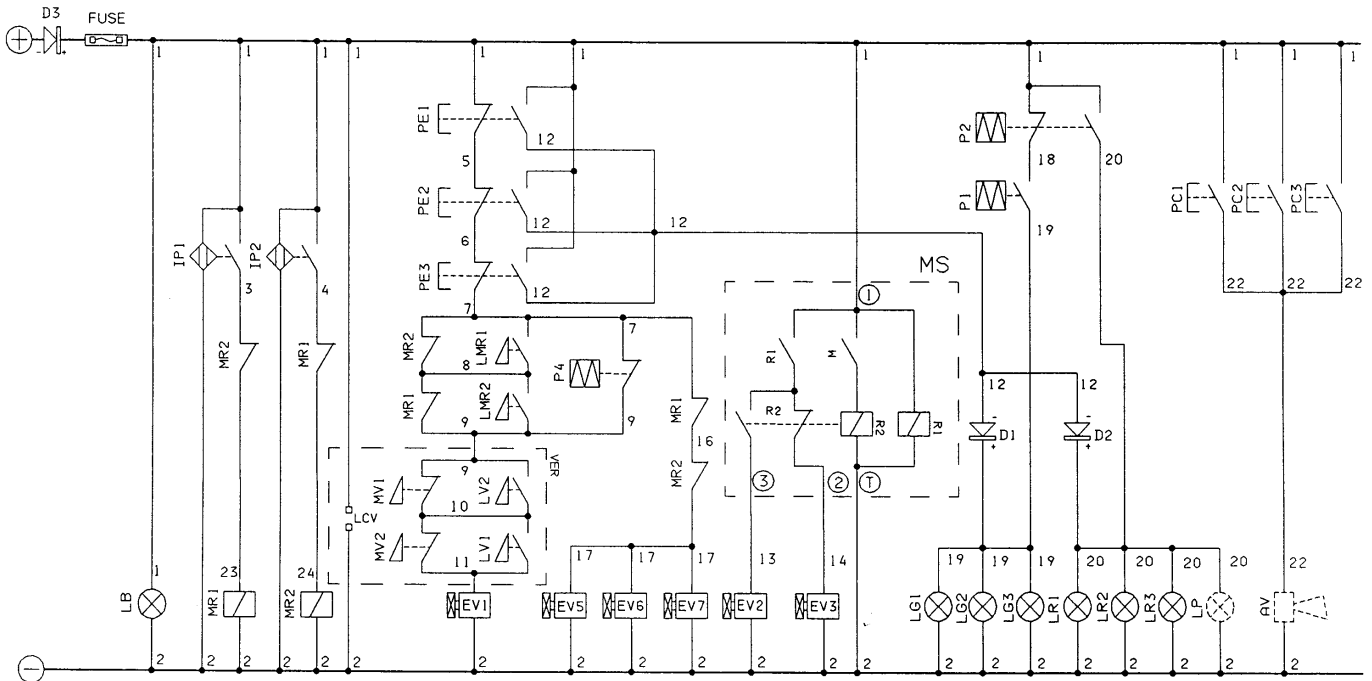 D3
FUSE
1 1 1 1 1 1 1 1 1 1 1
PE1
12
5
PE2
12
12
6
PE3
12
7
P2
18
20
P1
19
PC1
PC2
PC3
22
22
22
IP1
3
IP2
4
MS
1
MR2
MR1
MR2
LMR1
8
MR1
LMR2
9
7
P4
9
MR1
16
MR2
R1
M
R2
R2
R1
3
2
T
12
12
D1
D2
- +
- +
VER
9
MV1
LV2
10
MV2
LV1
11
LCV
17
17
17
13
14
19
19
19
20
20
20
20
22
1
23
24
LB
MR1
MR2
EV1
EV5
EV6
EV7
EV2
EV3
LG1
LG2
LG3
LR1
LR2
LR3
LP
AV
2 2 2 2 2 2 2 2 2 2 2 2 2 2 2 2 2 2 2 2 2 2